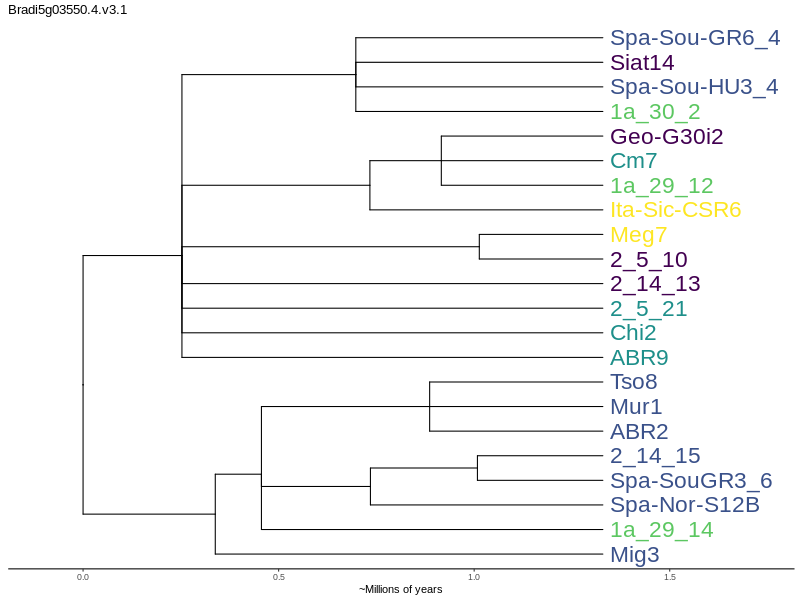 Bradi5g03550.4.v3.1
Spa-Sou-GR6_4
Siat14
Spa-Sou-HU3_4
1a_30_2
Geo-G30i2
Cm7
1a_29_12
Ita-Sic-CSR6
Meg7
2_5_10
2_14_13
2_5_21
Chi2
ABR9
Tso8
Mur1
ABR2
2_14_15
Spa-SouGR3_6
Spa-Nor-S12B
1a_29_14
Mig3
0.0 0.5 1.0 1.5
~Millions of years